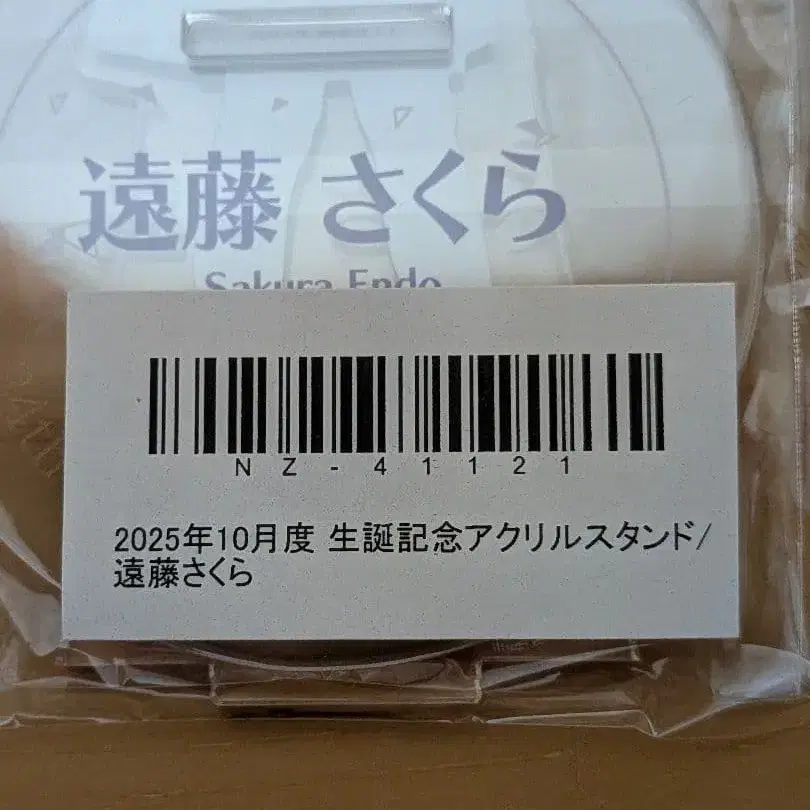 遠藤 さくら
Sakura Endo
NZ-41121
2025年10月度 生誕記念アクリルスタンド/
遠藤さくら